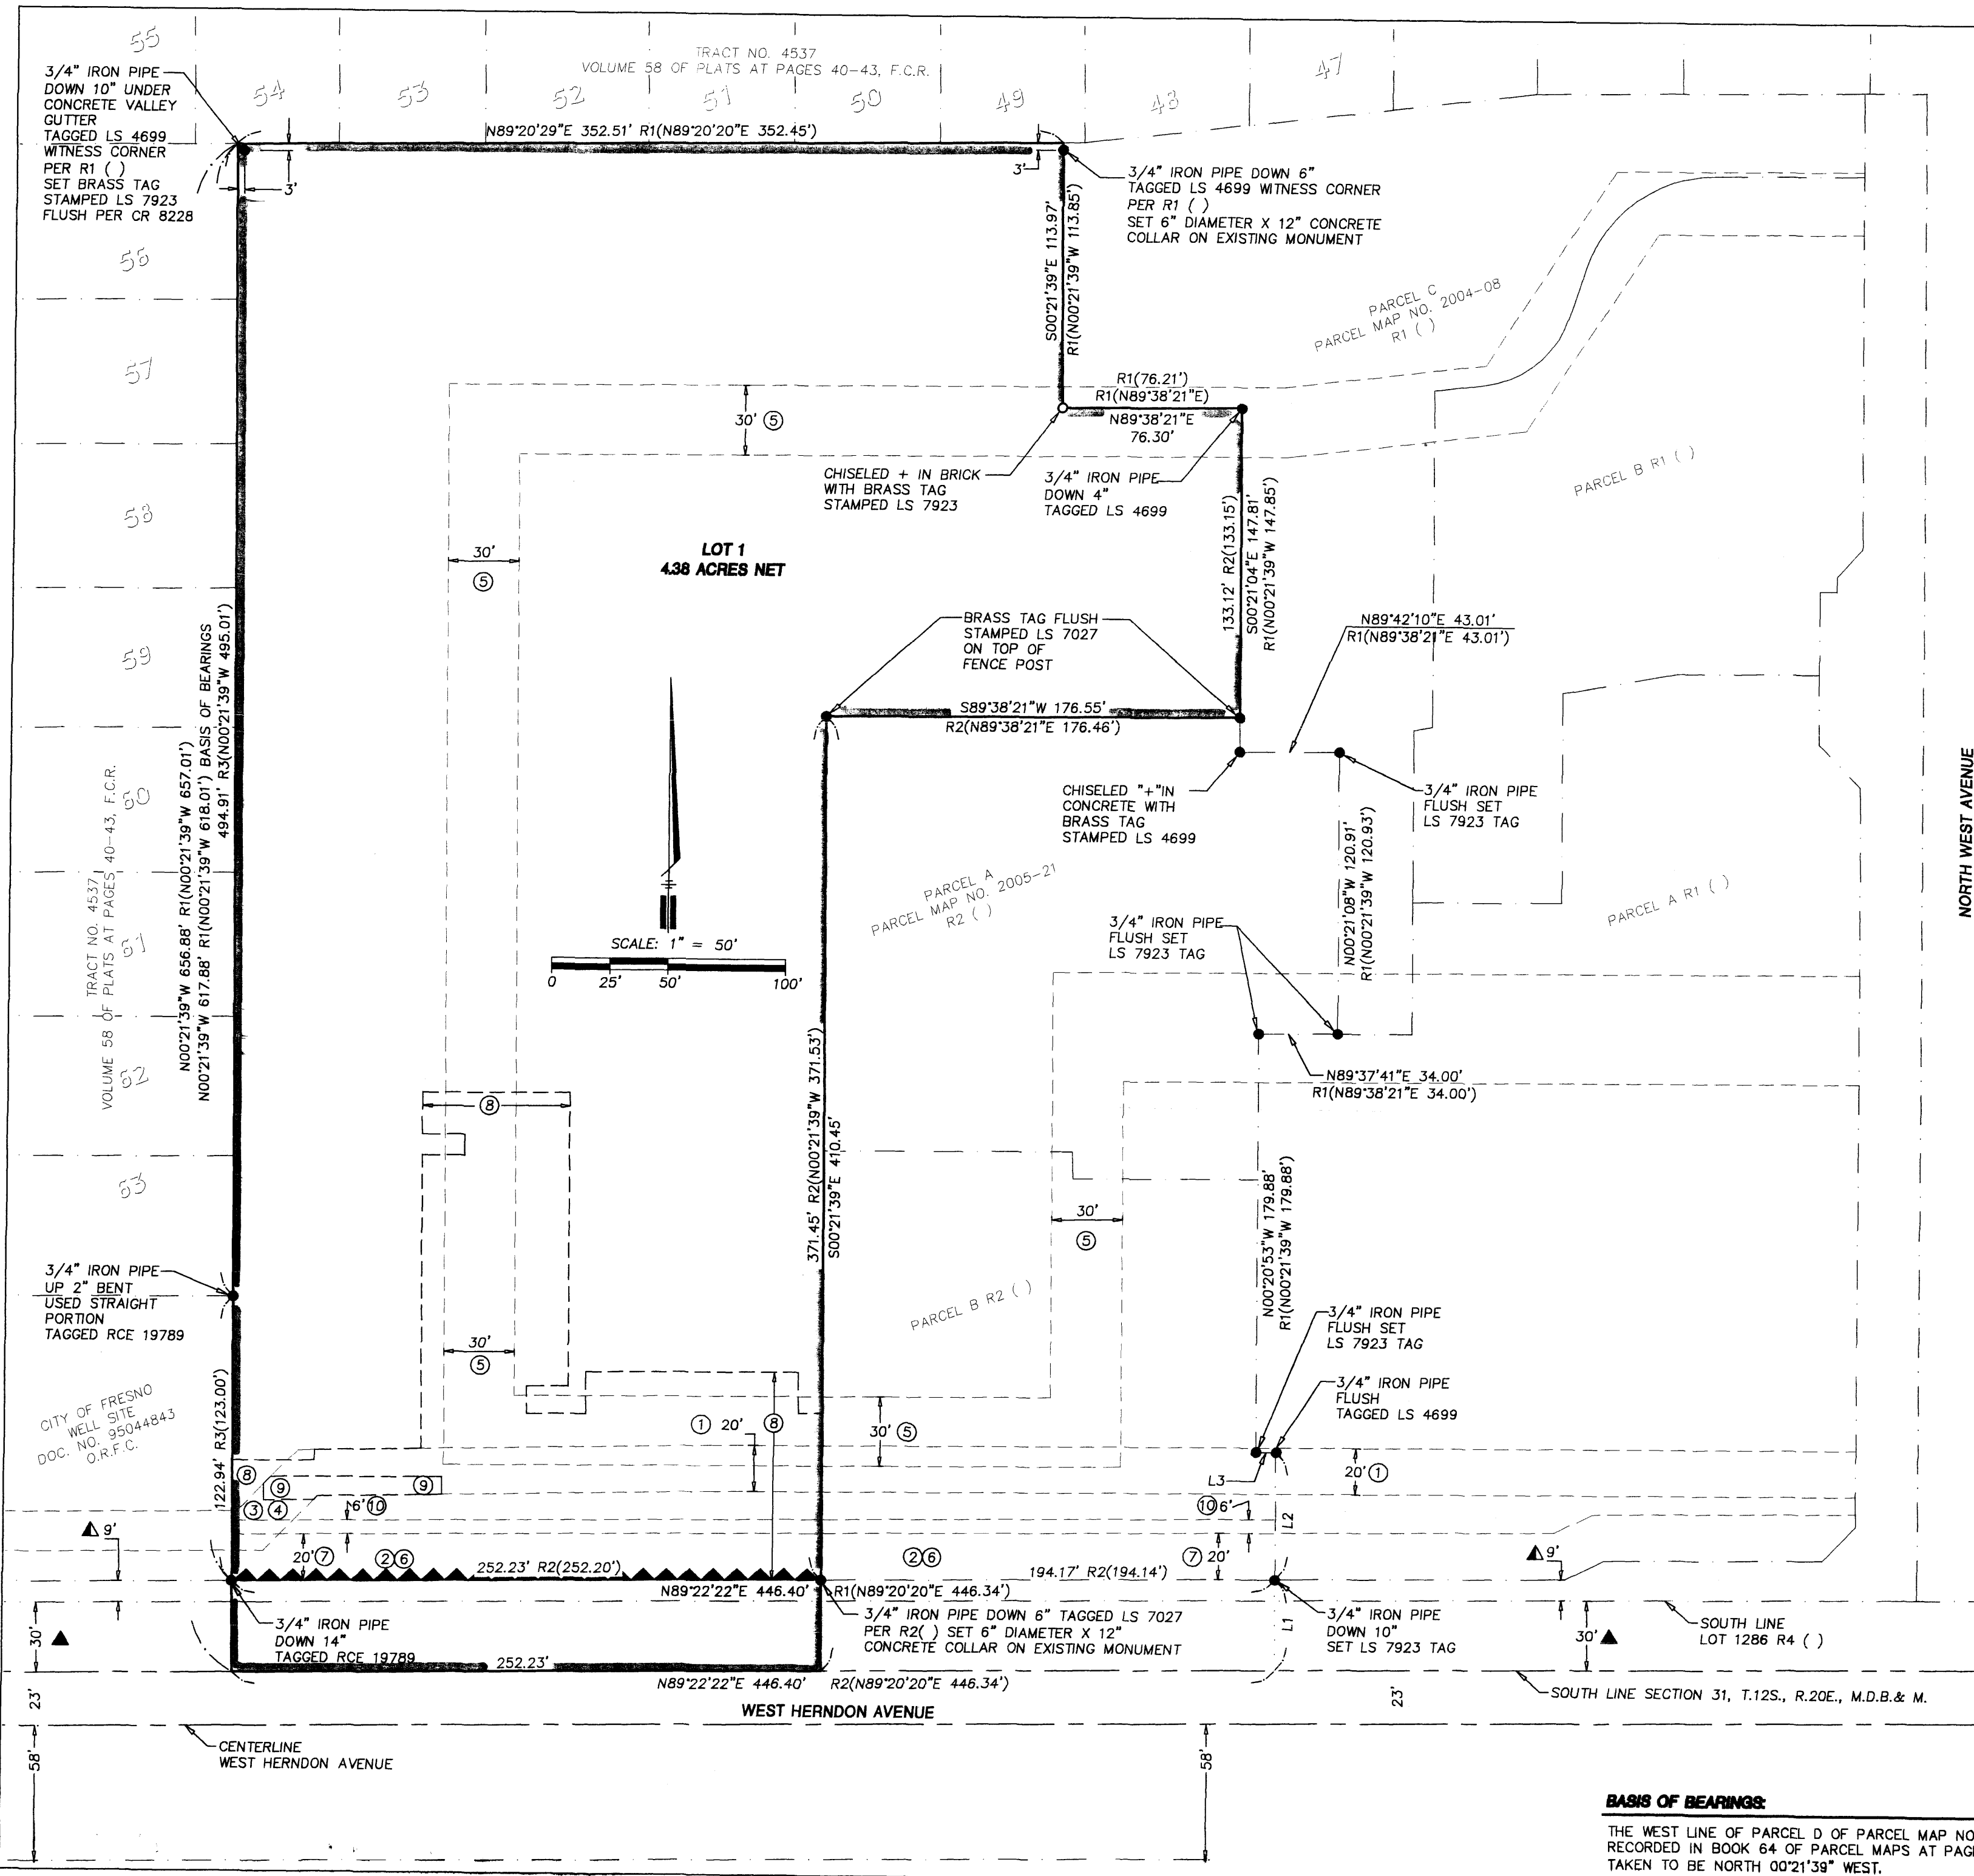 55
TRACT NO. 4537
VOLUME 58 OF PLATS AT PAGES 40-43, F.C.R.
54
53
52
51
50
49
48
47
3/4" IRON PIPE
DOWN 10" UNDER
CONCRETE VALLEY
GUTTER
TAGGED LS 4699
WITNESS CORNER
PER R1 ( )
SET BRASS TAG
STAMPED LS 7923
FLUSH PER CR 8228
N89°20'29"E 352.51' R1(N89°20'20"E 352.45')
3'
3'
3/4" IRON PIPE DOWN 6"
TAGGED LS 4699 WITNESS CORNER
PER R1 ( )
SET 6" DIAMETER X 12" CONCRETE
COLLAR ON EXISTING MONUMENT
S00°21'39"E 113.97'
R1(N00°21'39"W 113.85')
56
57
58
59
60
61
62
63
PARCEL C
PARCEL MAP NO. 2004-08
R1 ( )
R1(76.21')
R1(N89°38'21"E)
N89°38'21"E
76.30'
30' ⑤
CHISELED + IN BRICK
WITH BRASS TAG
STAMPED LS 7923
3/4" IRON PIPE
DOWN 4"
TAGGED LS 4699
PARCEL B R1 ( )
LOT 1
4.38 ACRES NET
30'
⑤
133.12' R2(133.15')
S00°21'04"E 147.81'
R1(N00°21'39"W 147.85')
BRASS TAG FLUSH
STAMPED LS 7027
ON TOP OF
FENCE POST
N89°42'10"E 43.01'
R1(N89°38'21"E 43.01')
S89°38'21"W 176.55'
R2(N89°38'21"E 176.46')
TRACT NO. 4537
VOLUME 58 OF PLATS AT PAGES 40-43, F.C.R.
N00°21'39"W 656.88' R1(N00°21'39"W 657.01')
N00°21'39"W 617.88' R1(N00°21'39"W 618.01') BASIS OF BEARINGS
494.91' R3(N00°21'39"W 495.01')
CHISELED "+"IN
CONCRETE WITH
BRASS TAG
STAMPED LS 4699
3/4" IRON PIPE
FLUSH SET
LS 7923 TAG
NORTH WEST AVENUE
PARCEL A
PARCEL MAP NO. 2005-21
R2 ( )
N00°21'08"W 120.91'
R1(N00°21'39"W 120.93')
PARCEL A R1 ( )
3/4" IRON PIPE
FLUSH SET
LS 7923 TAG
SCALE: 1" = 50'
0 25' 50' 100'
N89°37'41"E 34.00'
R1(N89°38'21"E 34.00')
⑧
371.45' R2(N00°21'39"W 371.53')
S00°21'39"E 410.45'
30'
⑤
N00°20'53"W 179.88'
R1(N00°21'39"W 179.88')
PARCEL B R2 ( )
3/4" IRON PIPE
UP 2" BENT
USED STRAIGHT
PORTION
TAGGED RCE 19789
3/4" IRON PIPE
FLUSH SET
LS 7923 TAG
30'
⑤
3/4" IRON PIPE
FLUSH
TAGGED LS 4699
CITY OF FRESNO
WELL SITE
DOC. NO. 95044843
O.R.F.C.
122.94' R3(123.00')
① 20'
⑧
30' ⑤
⑧
⑨
⑨
③ ④
6' ⑩
L3
⑩ 6'
20' ①
L2
9'
20' ⑦
② ⑥
252.23' R2(252.20')
② ⑥
194.17' R2(194.14')
⑦ 20'
9'
N89°22'22"E 446.40' R1(N89°20'20"E 446.34')
30'
3/4" IRON PIPE
DOWN 14"
TAGGED RCE 19789
3/4" IRON PIPE DOWN 6" TAGGED LS 7027
PER R2( ) SET 6" DIAMETER X 12"
CONCRETE COLLAR ON EXISTING MONUMENT
L1
3/4" IRON PIPE
DOWN 10"
SET LS 7923 TAG
30'
SOUTH LINE
LOT 1286 R4 ( )
252.23'
N89°22'22"E 446.40' R2(N89°20'20"E 446.34')
23'
WEST HERNDON AVENUE
23'
SOUTH LINE SECTION 31, T.12S., R.20E., M.D.B.& M.
CENTERLINE
WEST HERNDON AVENUE
58'
58'
BASIS OF BEARINGS:
THE WEST LINE OF PARCEL D OF PARCEL MAP NO
RECORDED IN BOOK 64 OF PARCEL MAPS AT PAG
TAKEN TO BE NORTH 00°21'39" WEST.